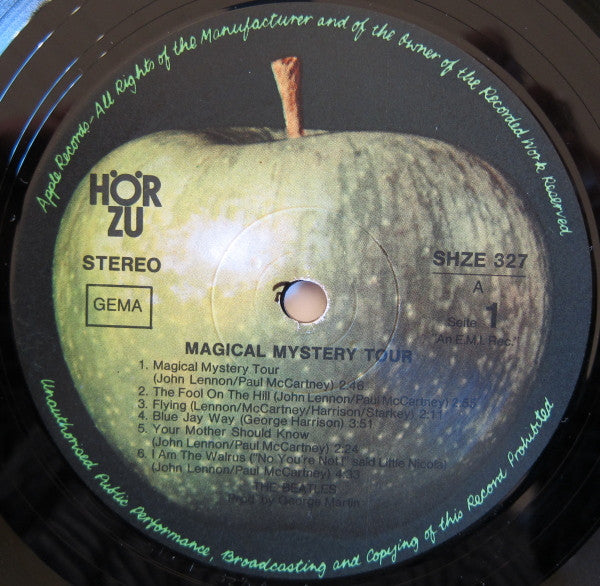 Apple Records - All Rights of the Manufacturer and of the Owner of the Recorded Work Reserved
HÖR
ZU
STEREO
GEMA
SHZE 327
A
Seite 1
"An E.M.I. Rec."
MAGICAL MYSTERY TOUR
1. Magical Mystery Tour
(John Lennon/Paul McCartney) 2:46
2. The Fool On The Hill (John Lennon/Paul McCartney) 2:55
3. Flying (Lennon/McCartney/Harrison/Starkey) 2:11
4. Blue Jay Way (George Harrison) 3:51
5. Your Mother Should Know
(John Lennon/Paul McCartney) 2:24
6. I Am The Walrus ("No You're Not!" said Little Nicola)
(John Lennon/Paul McCartney) 4:33
THE BEATLES
Prod. by George Martin
Unauthorised Public Performance, Broadcasting and Copying of this Record Prohibited